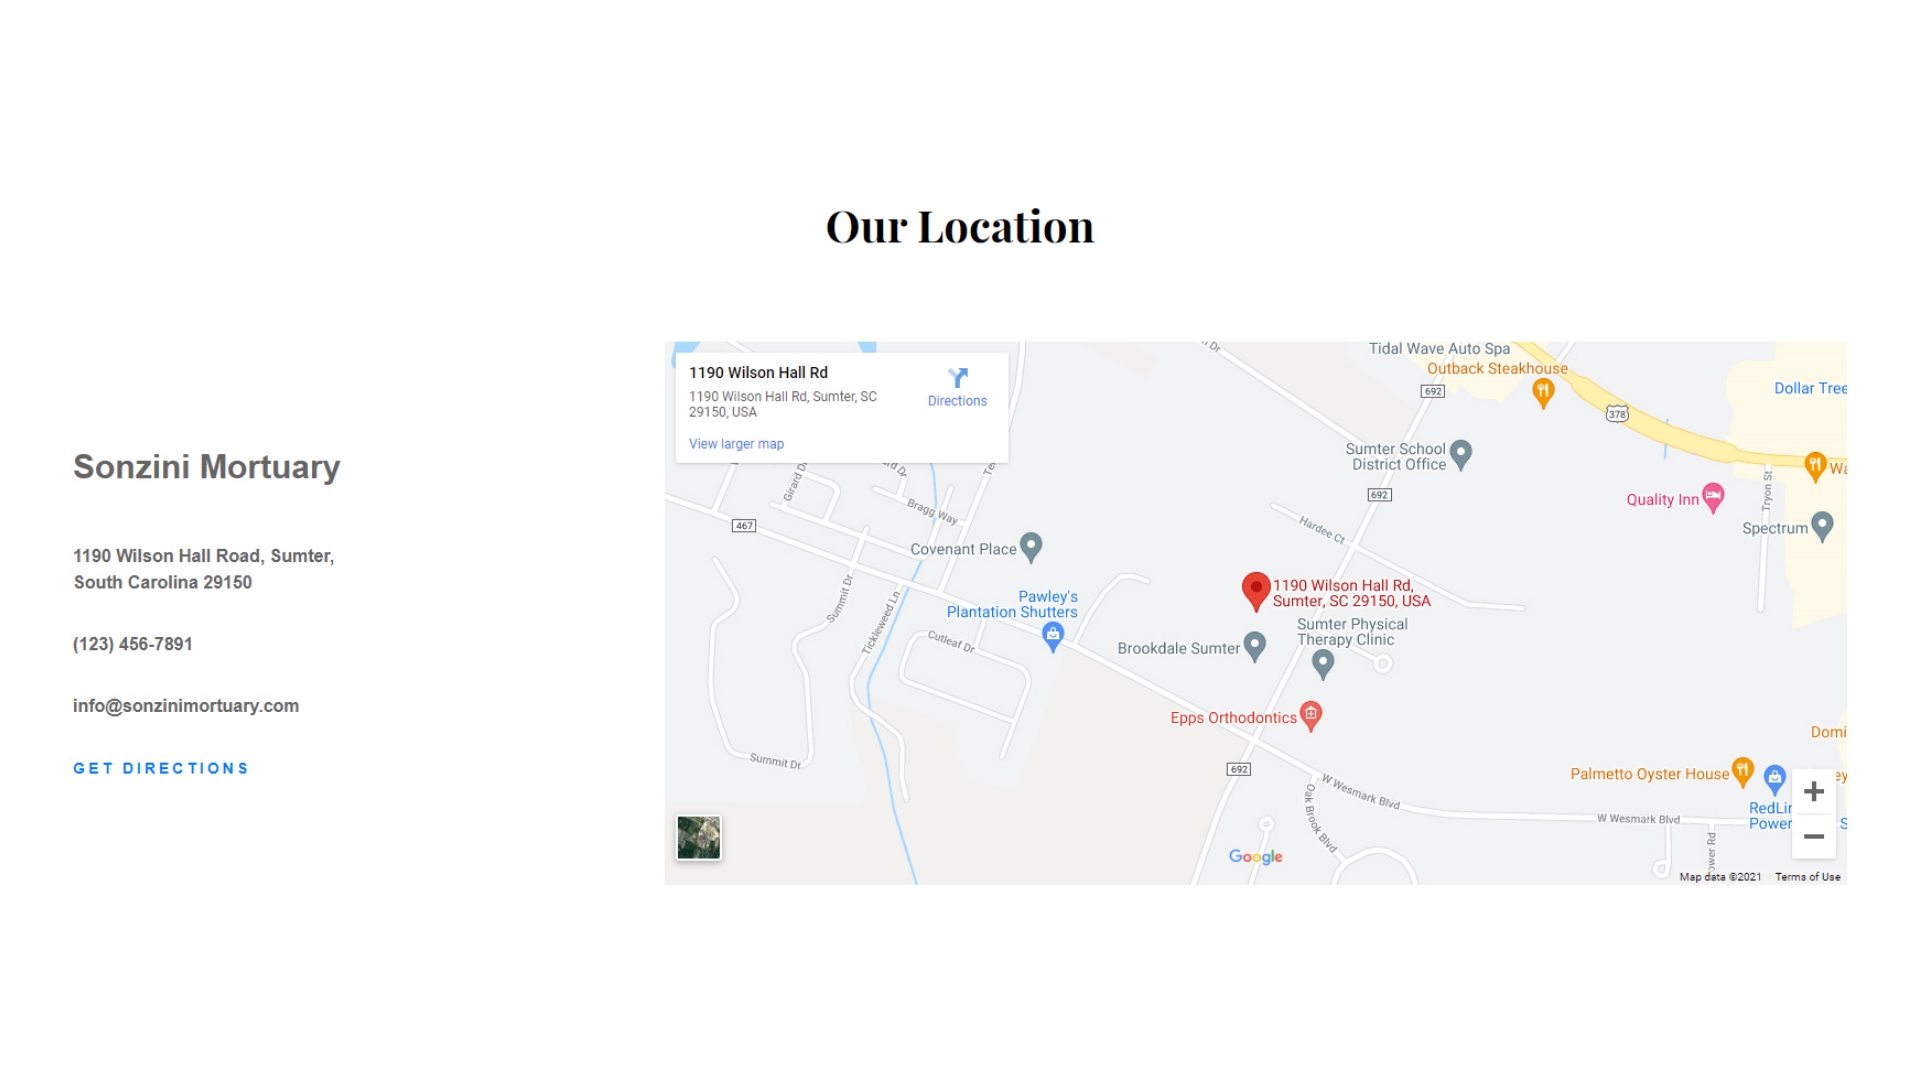 Our Location
Sonzini Mortuary
1190 Wilson Hall Road, Sumter,
South Carolina 29150
(123) 456-7891
info@sonzinimortuary.com
GET DIRECTIONS
1190 Wilson Hall Rd
1190 Wilson Hall Rd, Sumter, SC
29150, USA
Directions
View larger map
Tidal Wave Auto Spa
Outback Steakhouse
692
378
Dollar Tree
Sumter School
District Office
692
Quality Inn
Tryon St
Spectrum
Girard D
Bragg Way
467
Hardee Ct
Covenant Place
1190 Wilson Hall Rd,
Sumter, SC 29150, USA
Pawley's
Plantation Shutters
Summit Dr
Tickleweed Ln
Cutleaf Dr
Brookdale Sumter
Sumter Physical
Therapy Clinic
Epps Orthodontics
Summit Dr
692
W Wesmark Blvd
Oak Brook Blvd
Palmetto Oyster House
Domi
RedLin
Power
W Wesmark Blvd
Google
Map data ©2021
Terms of Use